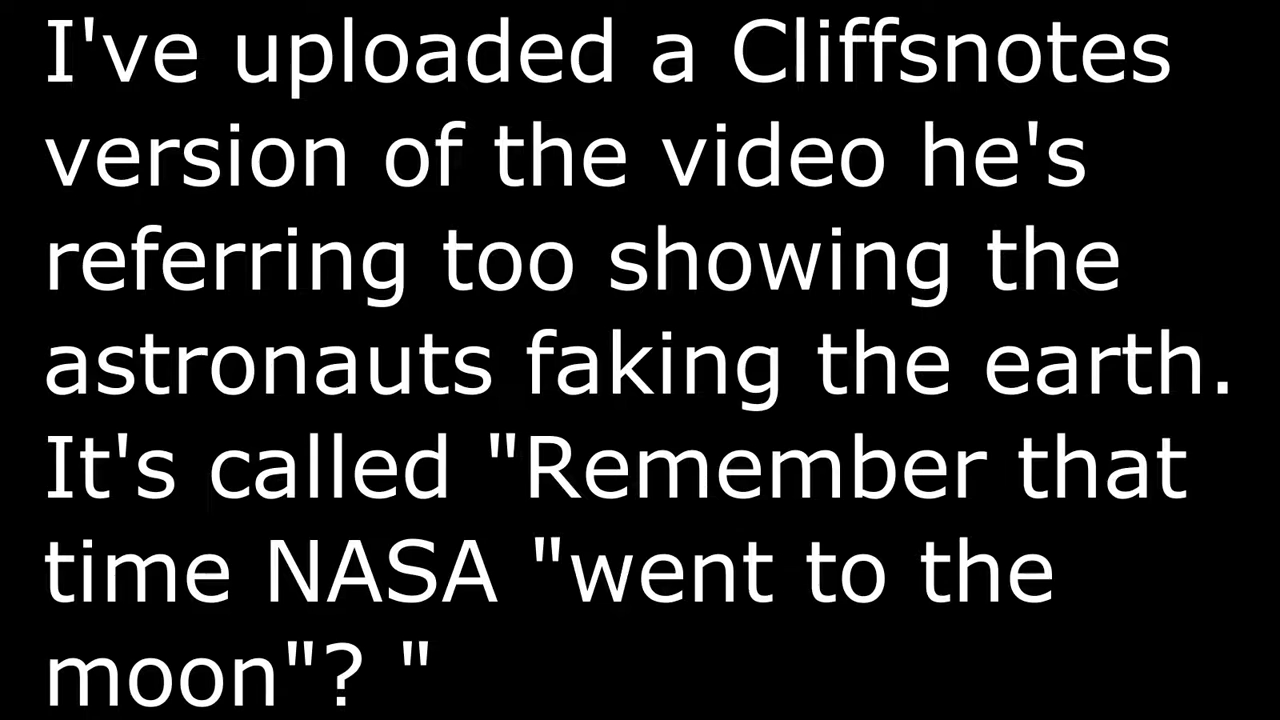 I've uploaded a Cliffsnotes
version of the video he's
referring too showing the
astronauts faking the earth.
It's called "Remember that
time NASA "went to the
moon"? "